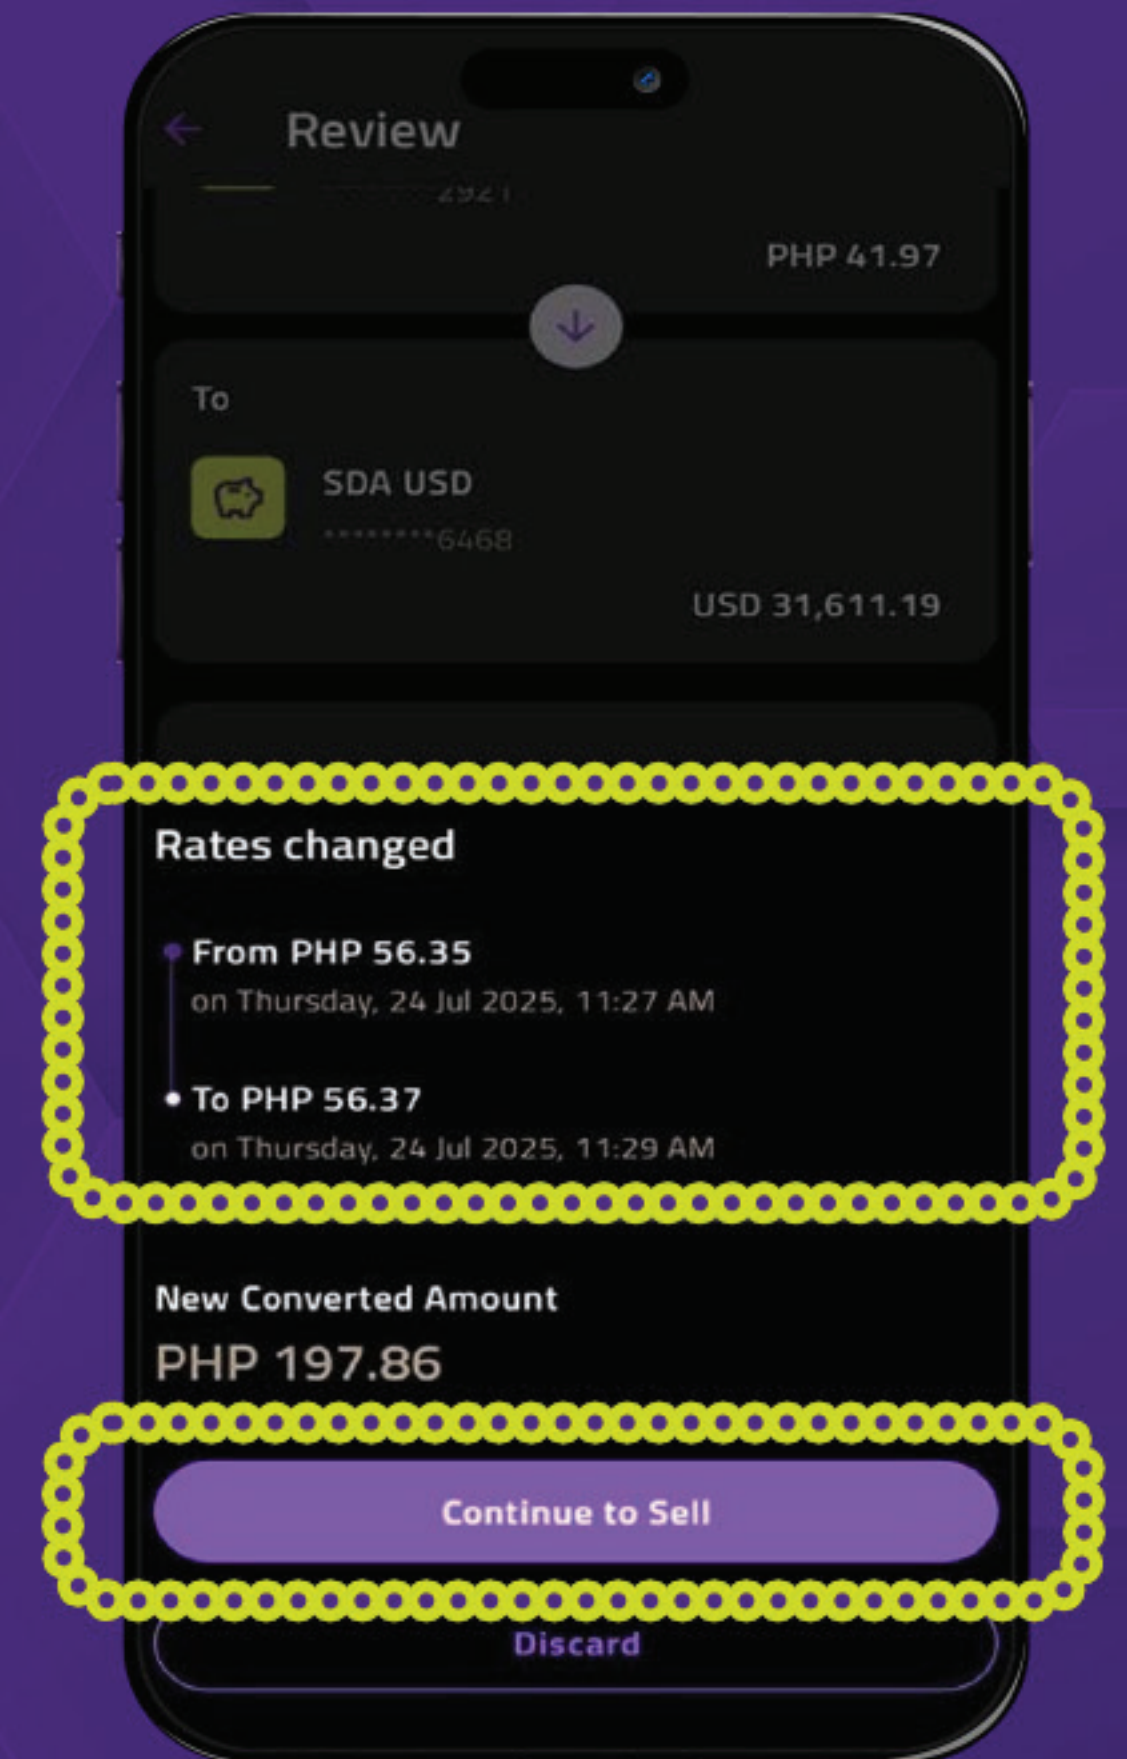 Review
2921
PHP 41.97
To
SDA USD
********6468
USD 31,611.19
Rates changed
From PHP 56.35
on Thursday, 24 Jul 2025, 11:27 AM
To PHP 56.37
on Thursday, 24 Jul 2025, 11:29 AM
New Converted Amount
PHP 197.86
Continue to Sell
Discard